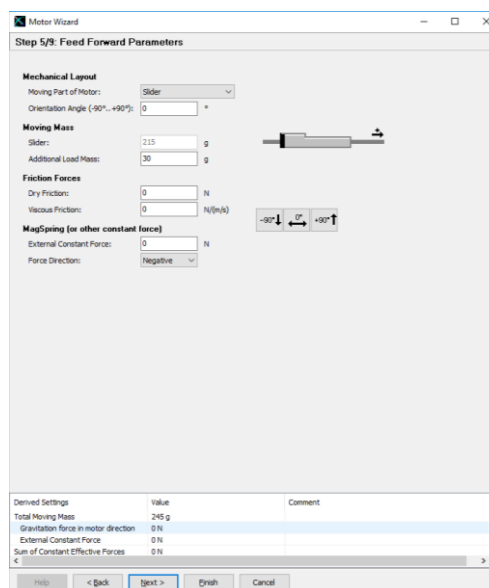 Motor Wizard
Step 5/9: Feed Forward Parameters
Mechanical Layout
Moving Part of Motor: Slider
Orientation Angle (-90°...+90°): 0 °
Moving Mass
Slider: 215 g
Additional Load Mass: 30 g
Friction Forces
Dry Friction: 0 N
Viscous Friction: 0 N/(m/s)
-90° 0° +90°
MagSpring (or other constant force)
External Constant Force: 0 N
Force Direction: Negative
Derived Settings Value Comment
Total Moving Mass 245 g
Gravitation force in motor direction 0 N
External Constant Force 0 N
Sum of Constant Effective Forces 0 N
Help < Back Next > Finish Cancel